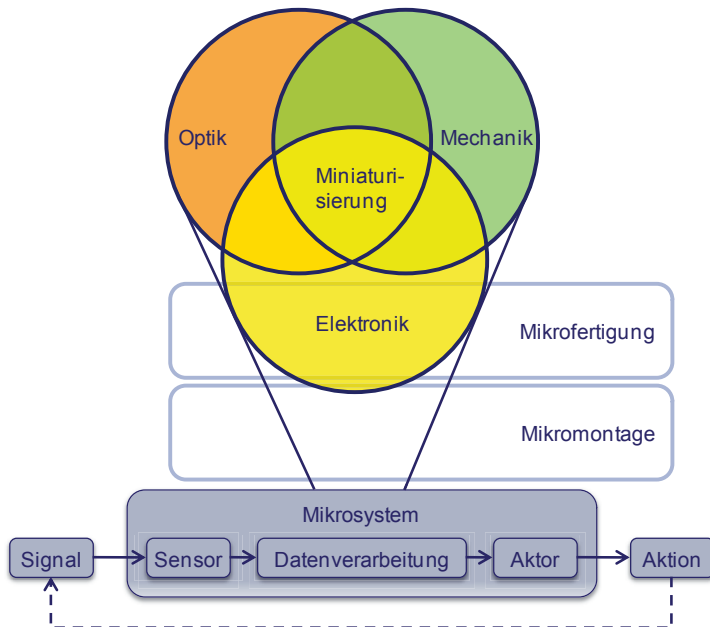 Optik
Mechanik
Miniaturi-
sierung
Elektronik
Mikrofertigung
Mikromontage
Mikrosystem
Signal
Sensor
Datenverarbeitung
Aktor
Aktion